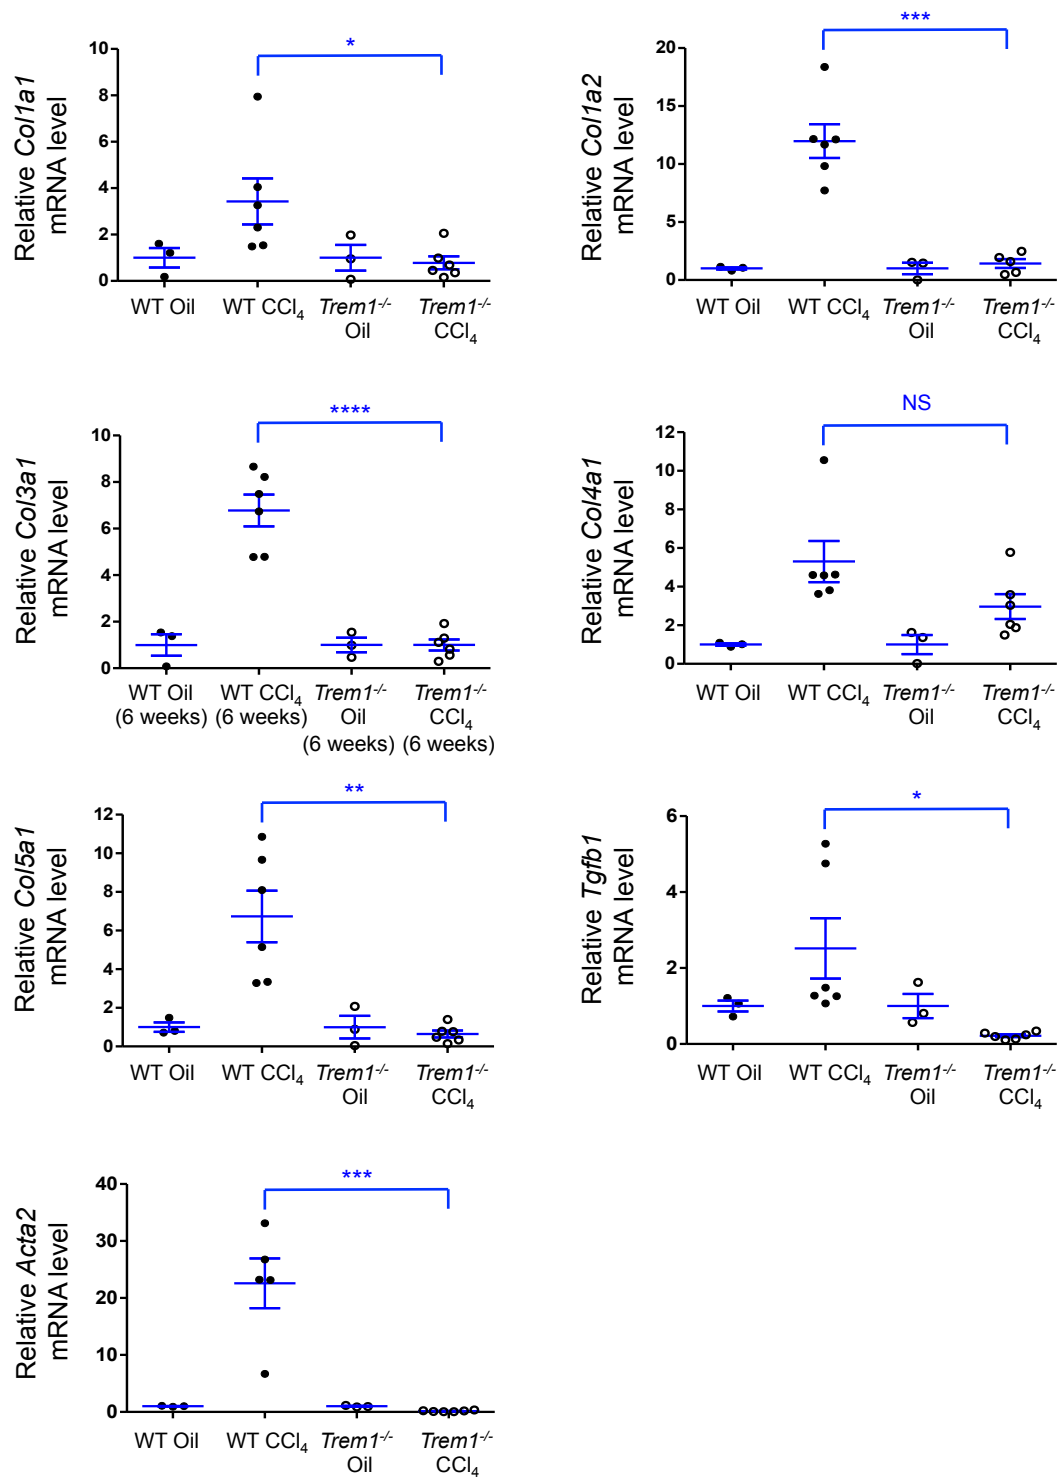 *
10
8
6
4
2
0
Relative Col1a1
mRNA level
WT Oil
WT CCl₄
Trem1⁻/⁻
Oil
Trem1⁻/⁻
CCl₄
***
20
15
10
5
0
Relative Col1a2
mRNA level
WT Oil
WT CCl₄
Trem1⁻/⁻
Oil
Trem1⁻/⁻
CCl₄
****
10
8
6
4
2
0
Relative Col3a1
mRNA level
WT Oil
(6 weeks)
WT CCl₄
(6 weeks)
Trem1⁻/⁻
Oil
(6 weeks)
Trem1⁻/⁻
CCl₄
(6 weeks)
NS
12
10
8
6
4
2
0
Relative Col4a1
mRNA level
WT Oil
WT CCl₄
Trem1⁻/⁻
Oil
Trem1⁻/⁻
CCl₄
**
12
10
8
6
4
2
0
Relative Col5a1
mRNA level
WT Oil
WT CCl₄
Trem1⁻/⁻
Oil
Trem1⁻/⁻
CCl₄
*
6
4
2
0
Relative Tgfb1
mRNA level
WT Oil
WT CCl₄
Trem1⁻/⁻
Oil
Trem1⁻/⁻
CCl₄
***
40
30
20
10
0
Relative Acta2
mRNA level
WT Oil
WT CCl₄
Trem1⁻/⁻
Oil
Trem1⁻/⁻
CCl₄